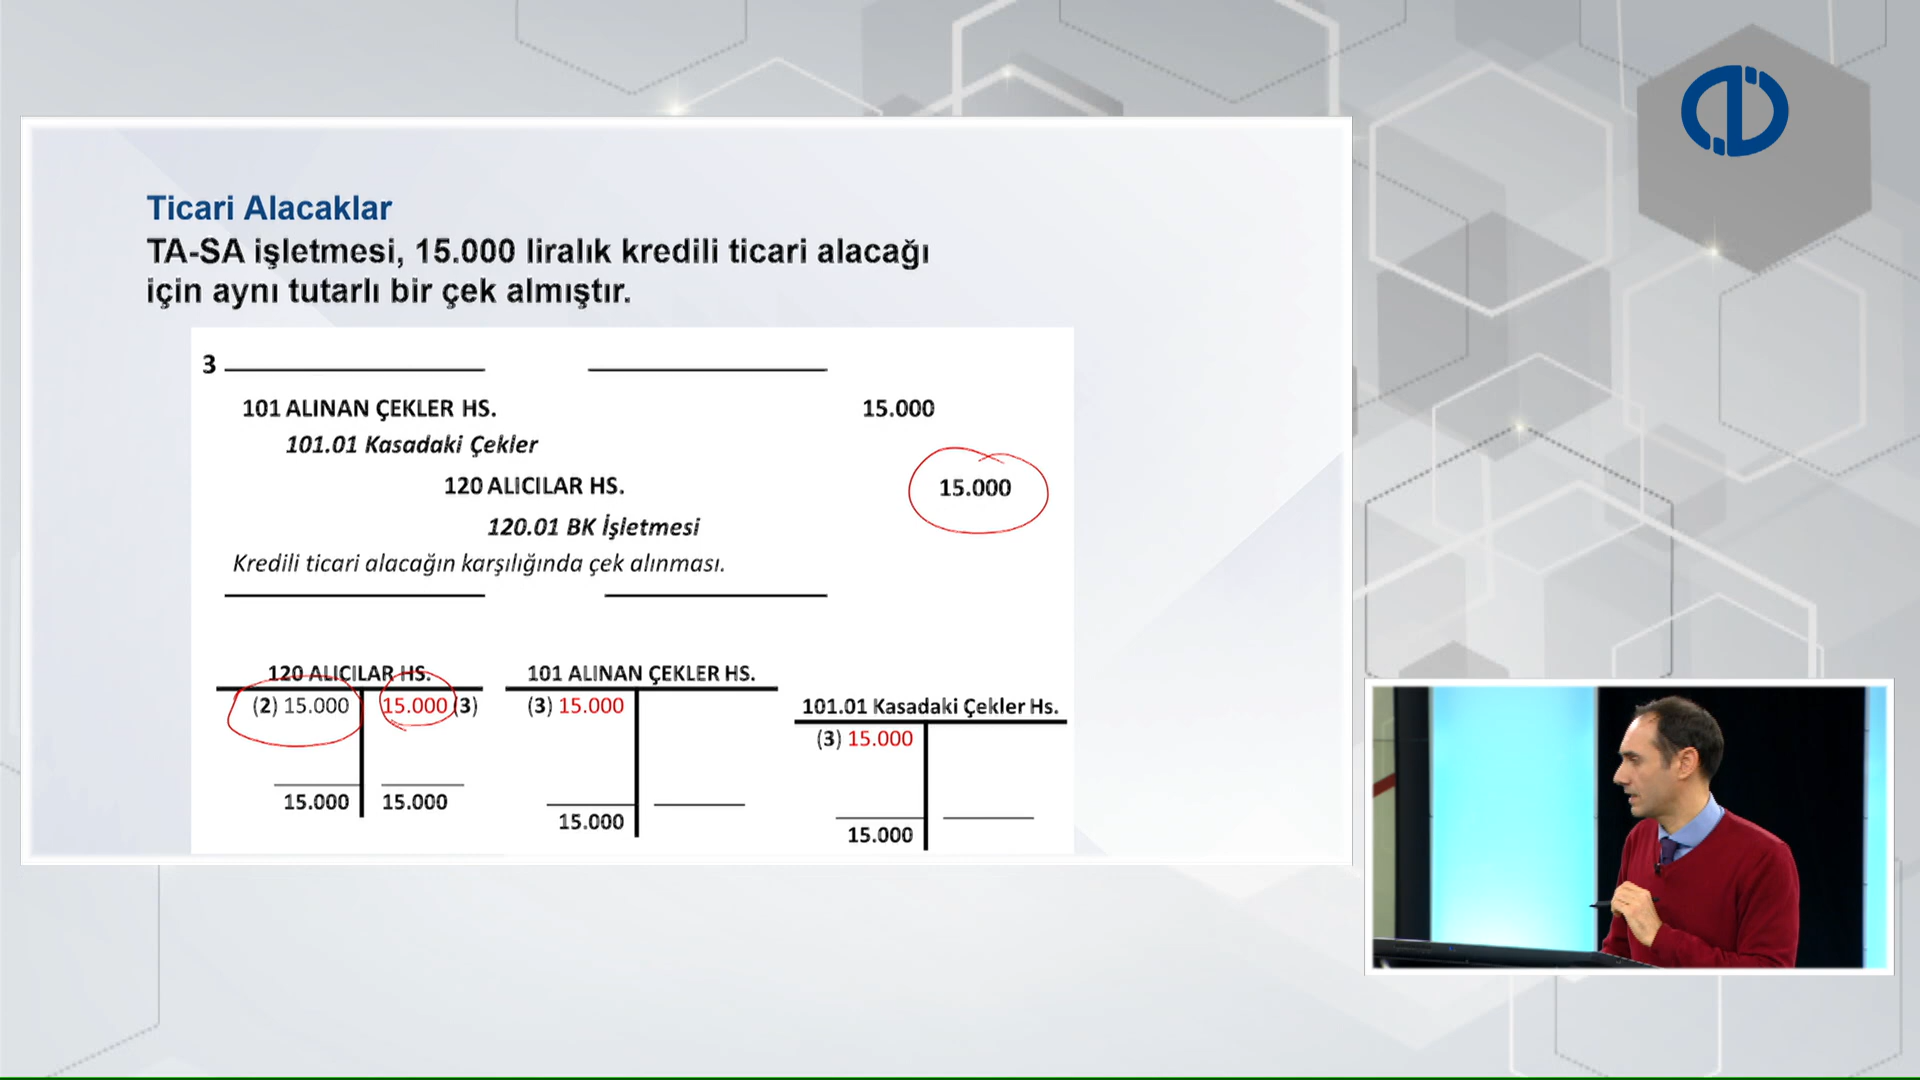 Ticari Alacaklar
TA-SA işletmesi, 15.000 liralık kredili ticari alacağı
için aynı tutarlı bir çek almıştır.
3
101 ALINAN ÇEKLER HS. 15.000
101.01 Kasadaki Çekler
120 ALICILAR HS. 15.000
120.01 BK İşletmesi
Kredili ticari alacağın karşılığında çek alınması.
120 ALICILAR HS.
(2) 15.000 15.000 (3)
15.000 15.000
101 ALINAN ÇEKLER HS.
(3) 15.000
15.000
101.01 Kasadaki Çekler Hs.
(3) 15.000
15.000